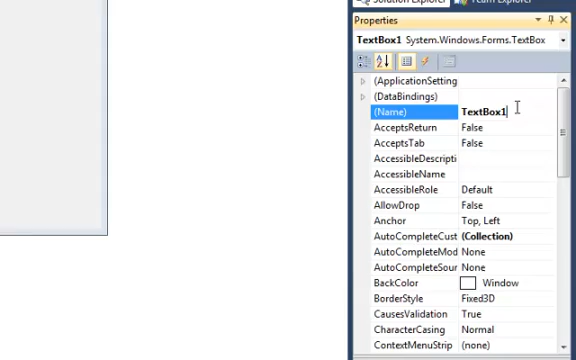 Solution Explorer Team Explorer
Properties
TextBox1 System.Windows.Forms.TextBox
(ApplicationSetting
(DataBindings)
(Name) TextBox1
AcceptsReturn False
AcceptsTab False
AccessibleDescripti
AccessibleName
AccessibleRole Default
AllowDrop False
Anchor Top, Left
AutoCompleteCust (Collection)
AutoCompleteMod None
AutoCompleteSour None
BackColor Window
BorderStyle Fixed3D
CausesValidation True
CharacterCasing Normal
ContextMenuStrip (none)